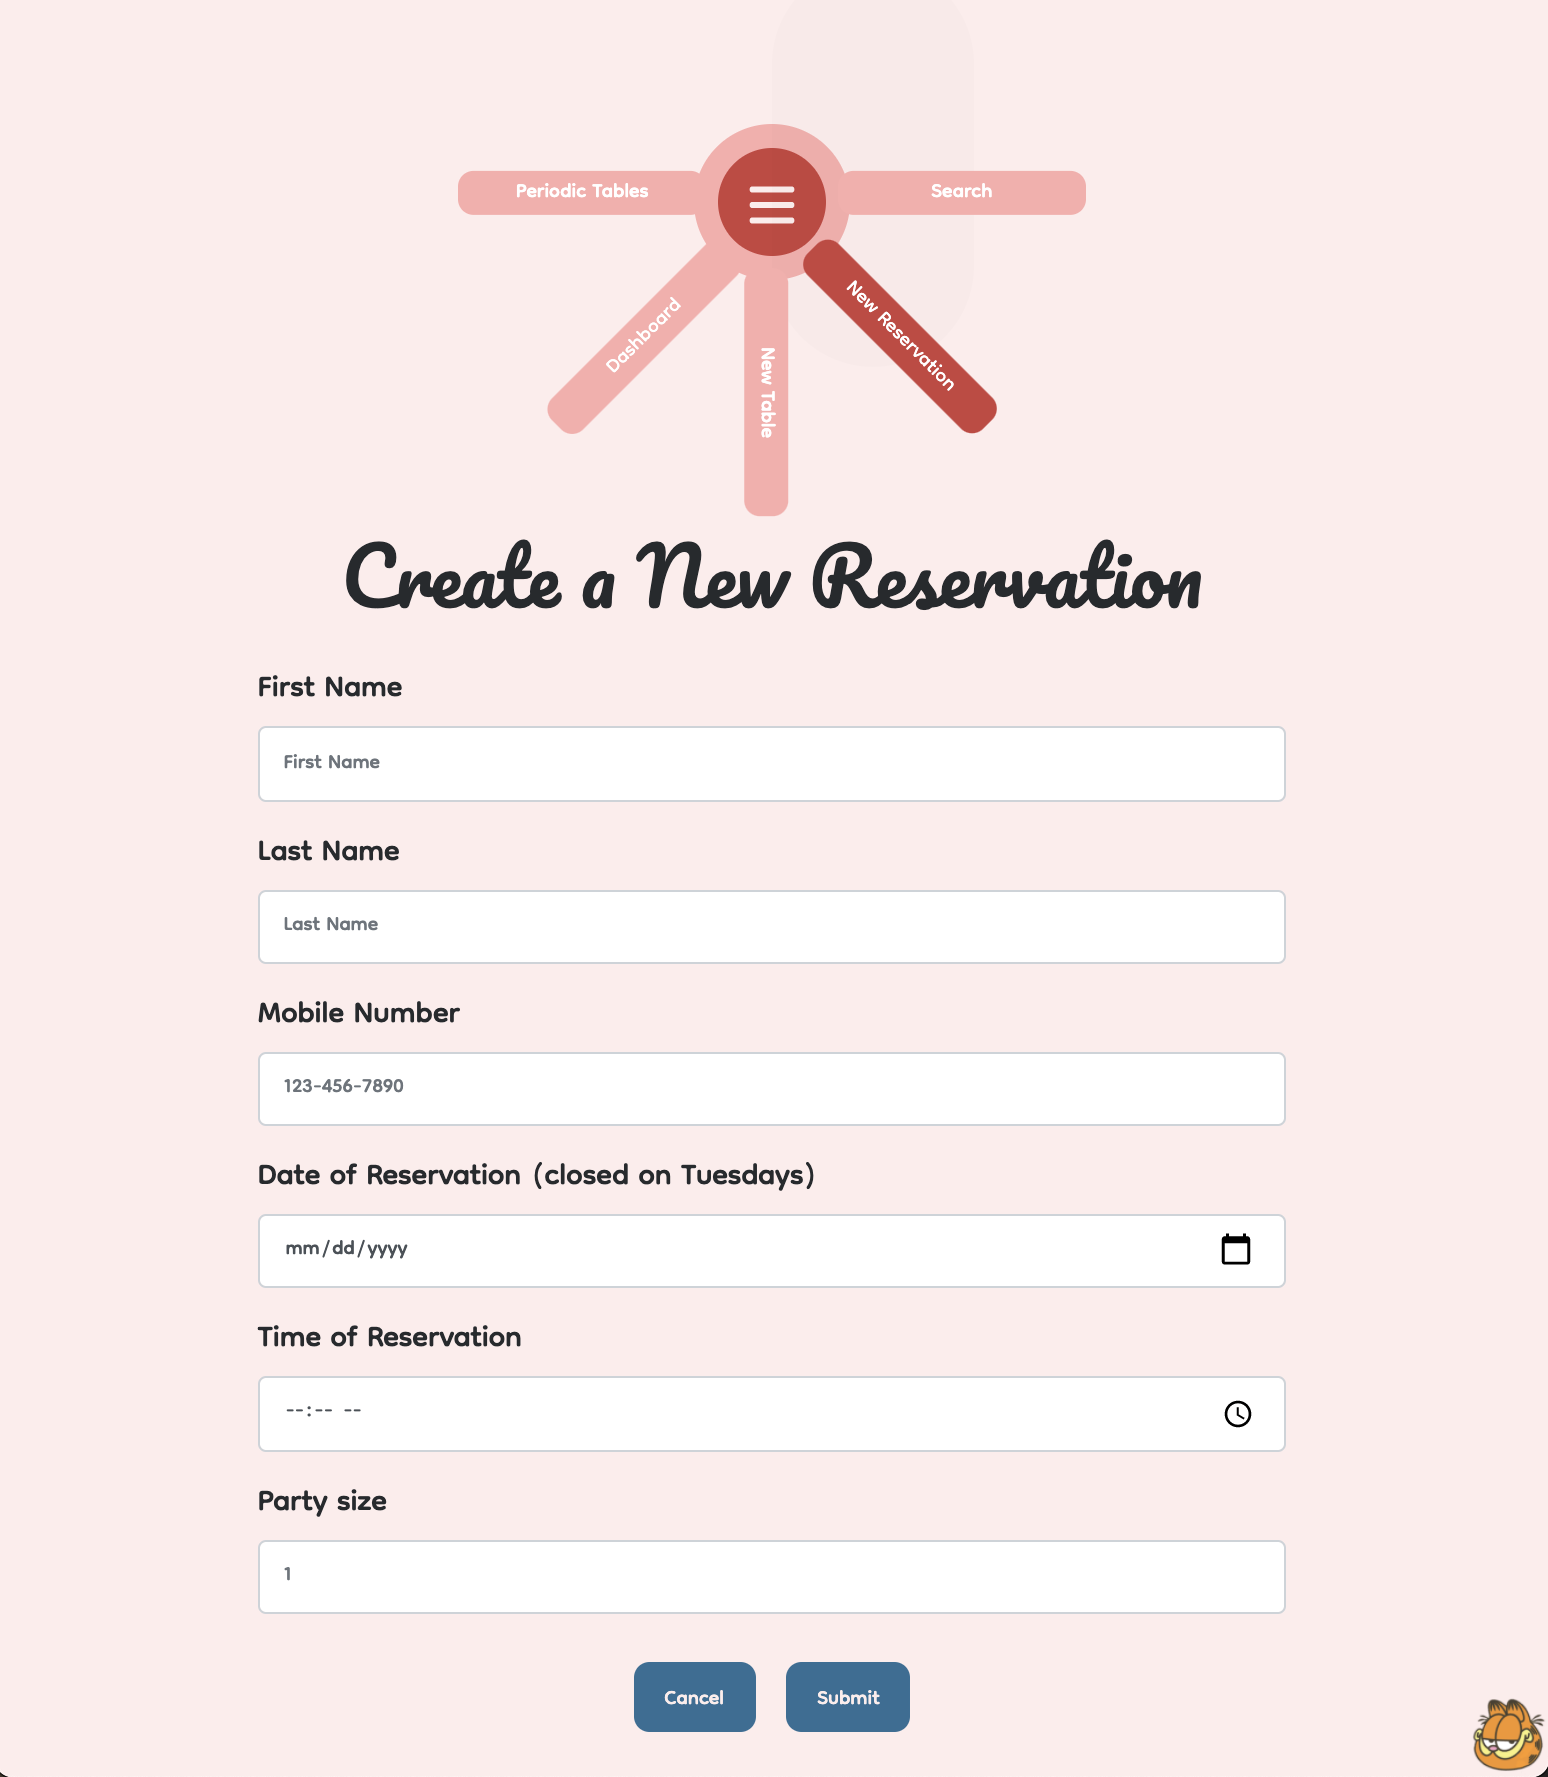 Periodic Tables
Search
Dashboard
New Table
New Reservation
Create a New Reservation
First Name
First Name
Last Name
Last Name
Mobile Number
123-456-7890
Date of Reservation (closed on Tuesdays)
mm/dd/yyyy
Time of Reservation
--:-- --
Party size
1
Cancel
Submit